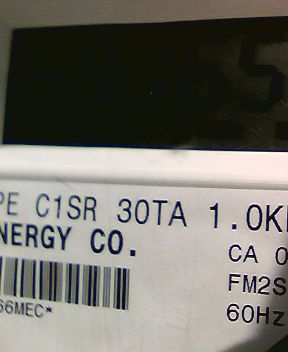 PE C1SR 30TA 1.0K
NERGY CO.
CA 0
FM2S
66MEC*
60Hz